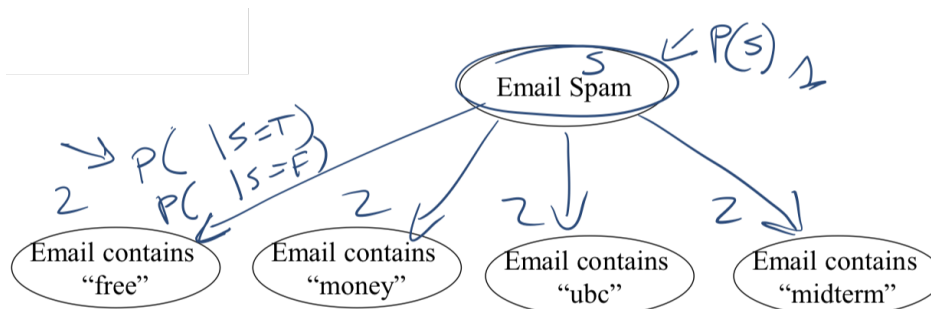 S
Email Spam
P(S) 1
P( |S=T)
P( |S=F)
2
2
2
2
Email contains
"free"
Email contains
"money"
Email contains
"ubc"
Email contains
"midterm"